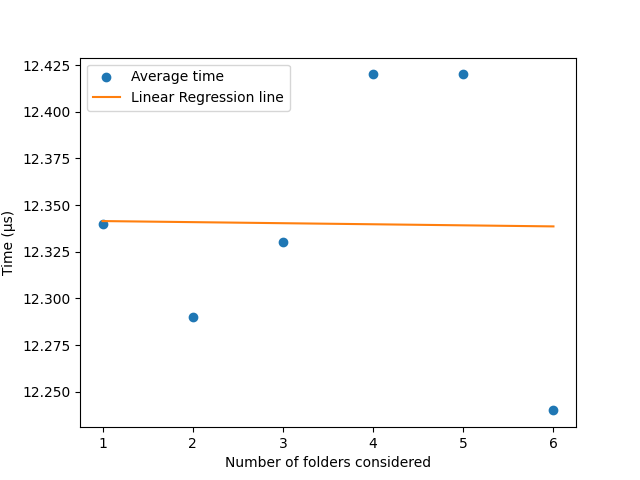 12.425
12.400
12.375
12.350
12.325
12.300
12.275
12.250
Time (µs)
Average time
Linear Regression line
1 2 3 4 5 6
Number of folders considered